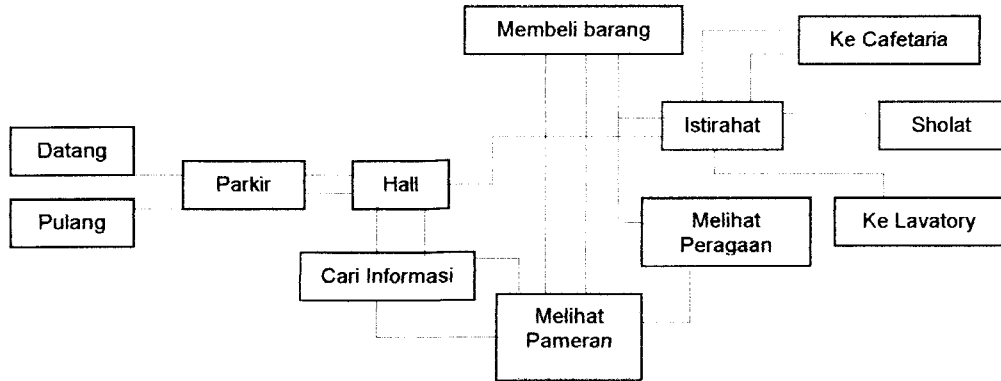 Membeli barang
Ke Cafetaria
Istirahat
Sholat
Datang
Parkir
Hall
Pulang
Melihat
Peragaan
Ke Lavatory
Cari Informasi
Melihat
Pameran